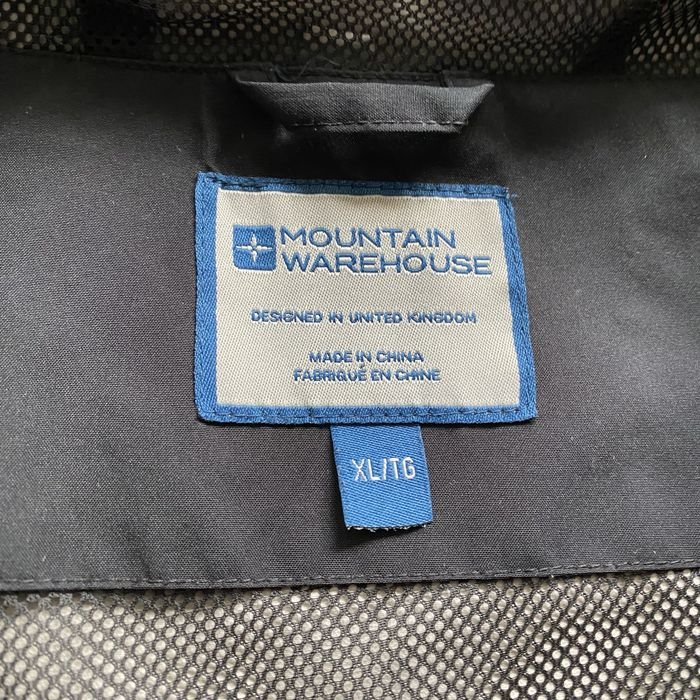 MOUNTAIN
WAREHOUSE
DESIGNED IN UNITED KINGDOM
MADE IN CHINA
FABRIQUÉ EN CHINE
XL/TG